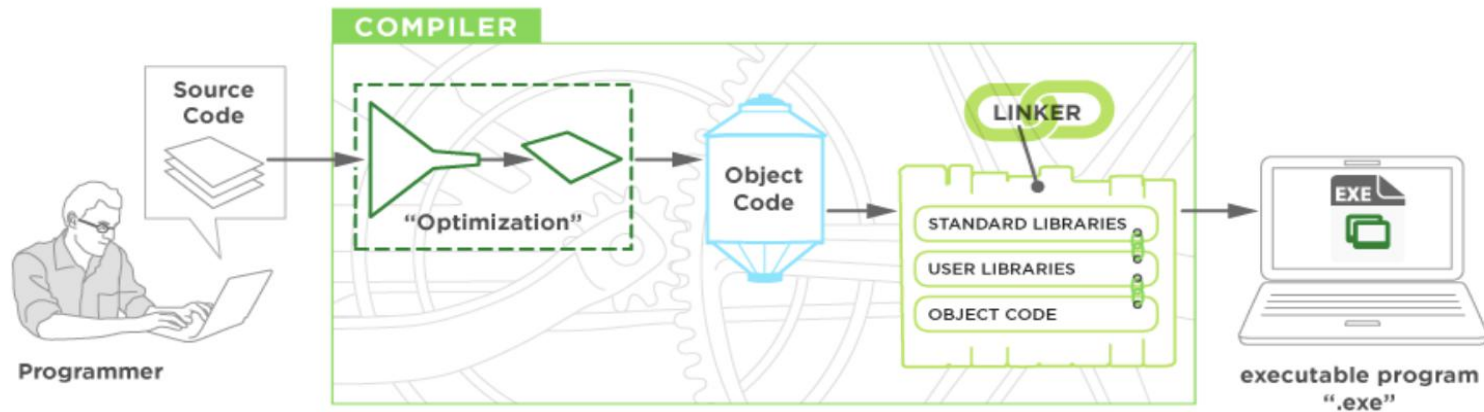 COMPILER
Source
Code
Programmer
“Optimization”
Object
Code
LINKER
STANDARD LIBRARIES
USER LIBRARIES
OBJECT CODE
EXE
executable program
“.exe”